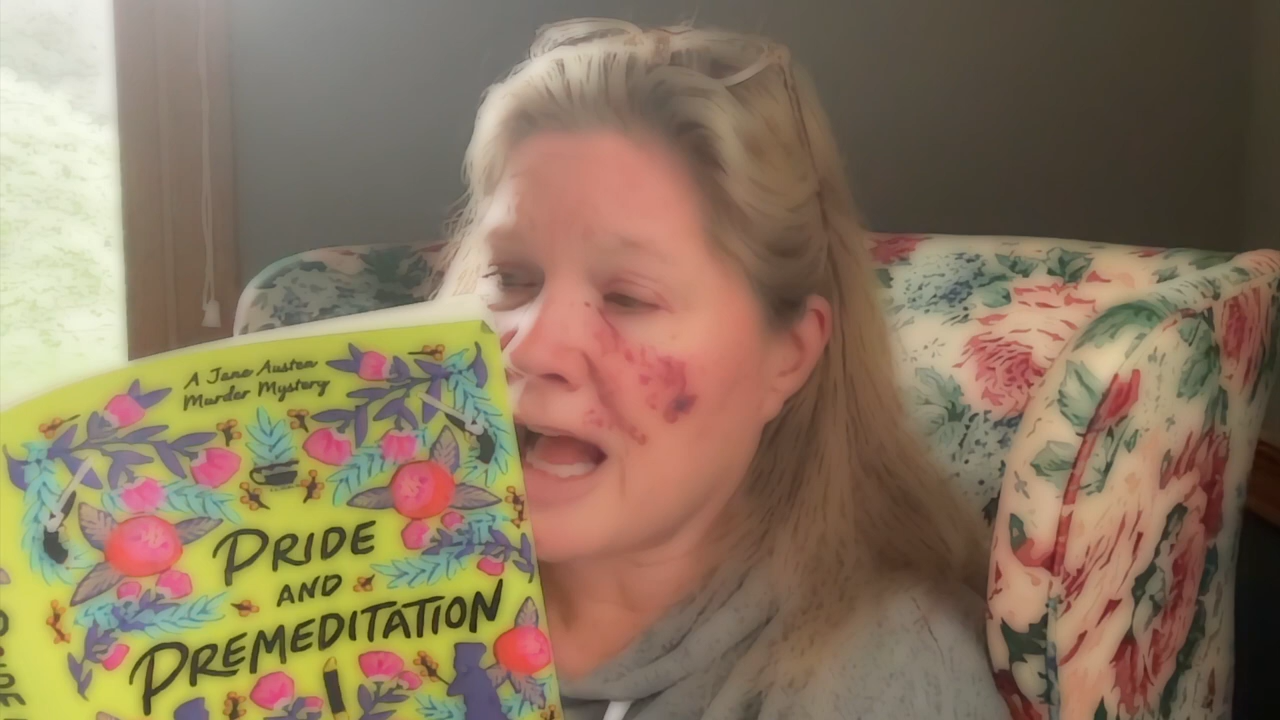 A Jane Austen
Murder Mystery
PRIDE
AND
PREMEDITATION